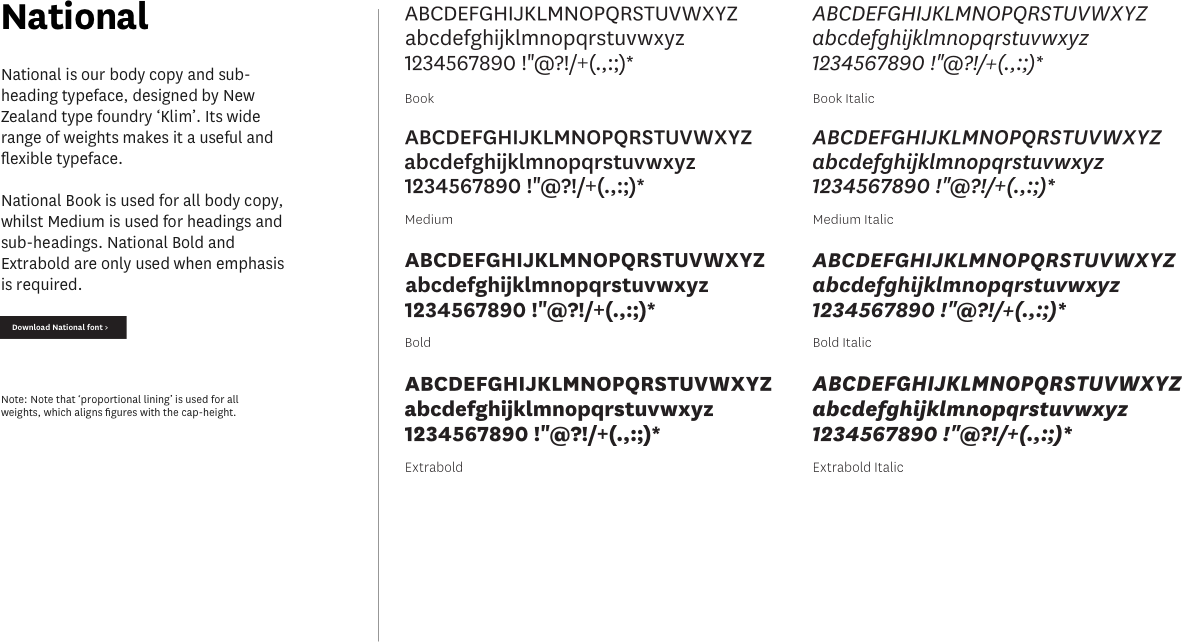 National
National is our body copy and sub-
heading typeface, designed by New
Zealand type foundry ‘Klim’. Its wide
range of weights makes it a useful and
flexible typeface.
National Book is used for all body copy,
whilst Medium is used for headings and
sub-headings. National Bold and
Extrabold are only used when emphasis
is required.
Download National font ›
Note: Note that ‘proportional lining’ is used for all
weights, which aligns figures with the cap-height.
ABCDEFGHIJKLMNOPQRSTUVWXYZ
abcdefghijklmnopqrstuvwxyz
1234567890 !"@?!/+(.,:;)*
Book
ABCDEFGHIJKLMNOPQRSTUVWXYZ
abcdefghijklmnopqrstuvwxyz
1234567890 !"@?!/+(.,:;)*
Medium
ABCDEFGHIJKLMNOPQRSTUVWXYZ
abcdefghijklmnopqrstuvwxyz
1234567890 !"@?!/+(.,:;)*
Bold
ABCDEFGHIJKLMNOPQRSTUVWXYZ
abcdefghijklmnopqrstuvwxyz
1234567890 !"@?!/+(.,:;)*
Extrabold
ABCDEFGHIJKLMNOPQRSTUVWXYZ
abcdefghijklmnopqrstuvwxyz
1234567890 !"@?!/+(.,:;)*
Book Italic
ABCDEFGHIJKLMNOPQRSTUVWXYZ
abcdefghijklmnopqrstuvwxyz
1234567890 !"@?!/+(.,:;)*
Medium Italic
ABCDEFGHIJKLMNOPQRSTUVWXYZ
abcdefghijklmnopqrstuvwxyz
1234567890 !"@?!/+(.,:;)*
Bold Italic
ABCDEFGHIJKLMNOPQRSTUVWXYZ
abcdefghijklmnopqrstuvwxyz
1234567890 !"@?!/+(.,:;)*
Extrabold Italic